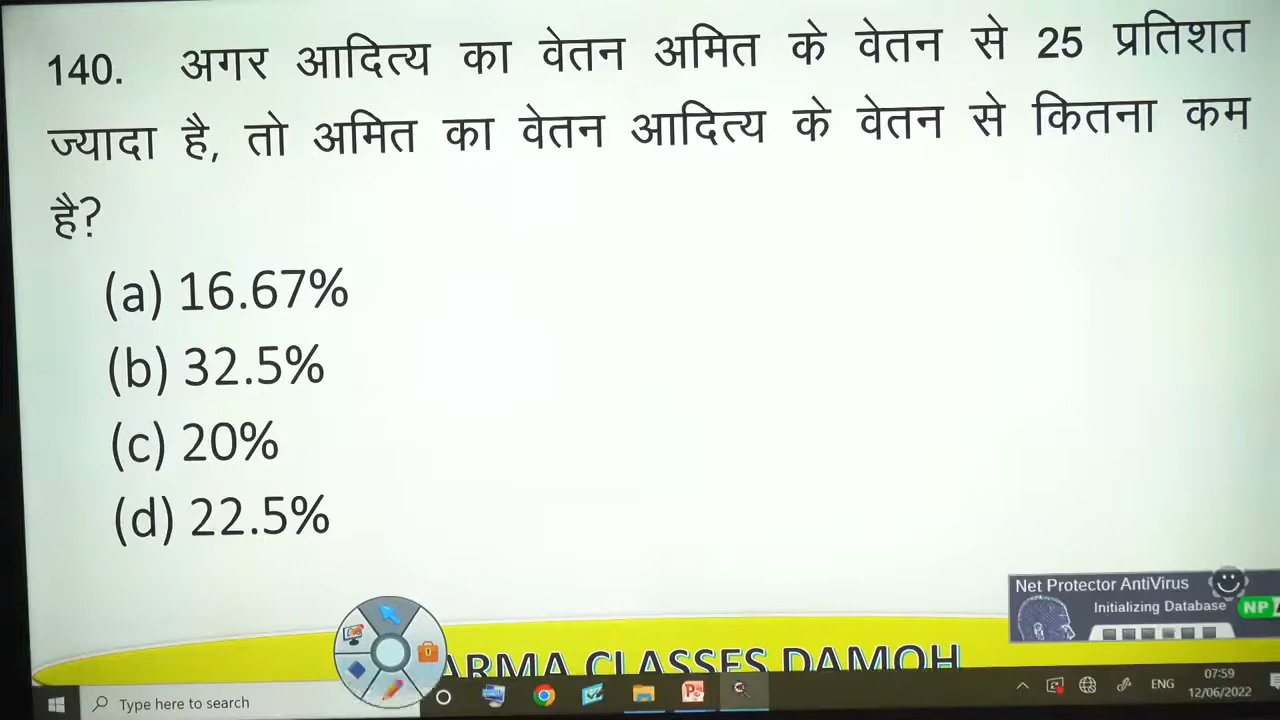 140. अगर आदित्य का वेतन अमित के वेतन से 25 प्रतिशत
ज्यादा है, तो अमित का वेतन आदित्य के वेतन से कितना कम
है?
(a) 16.67%
(b) 32.5%
(c) 20%
(d) 22.5%
Net Protector AntiVirus
Initializing Database
NP
ARMA CLASSES DAMOH
Type here to search
ENG
07:59
12/06/2022